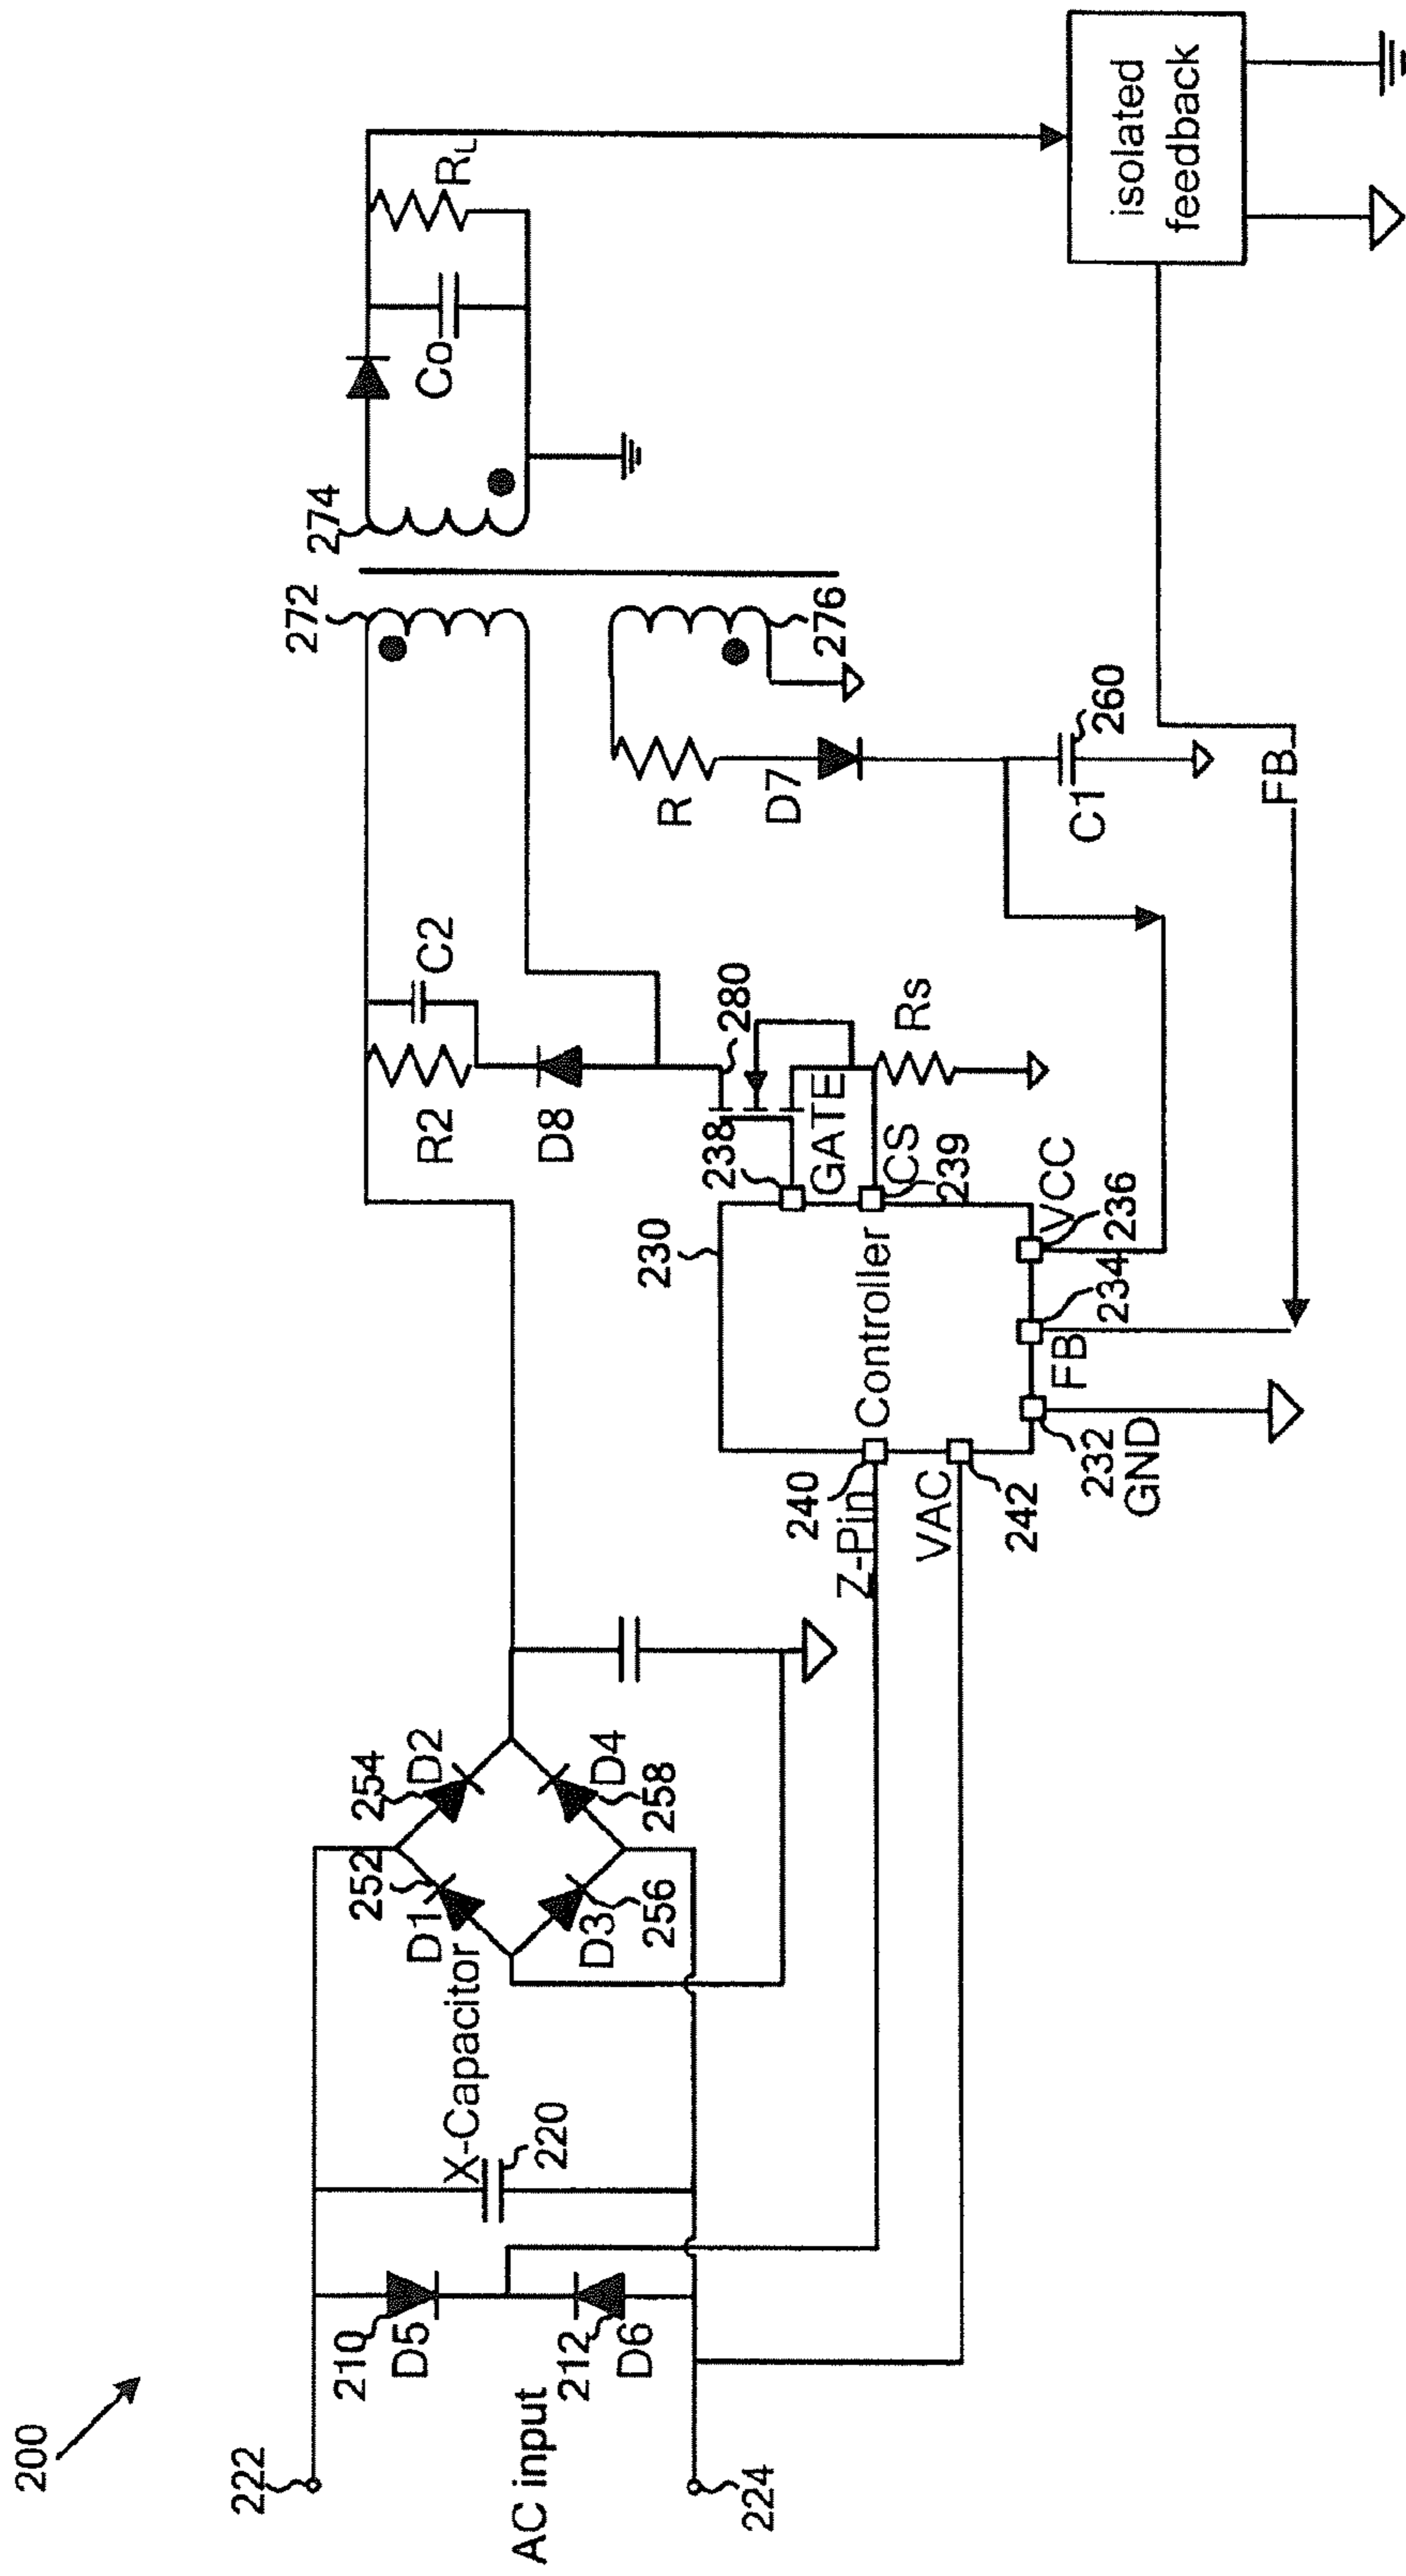 200
222
AC input
224
210
D5
212
D6
X-Capacitor
220
252
D1
254
D2
D3
256
D4
258
240
Z-Pin
VAC
242
230
Controller
232
GND
FB
234
236
VCC
238
GATE
CS
239
280
Rs
R2
C2
D8
272
274
276
R
D7
C1
260
Co
RL
FB
isolated
feedback